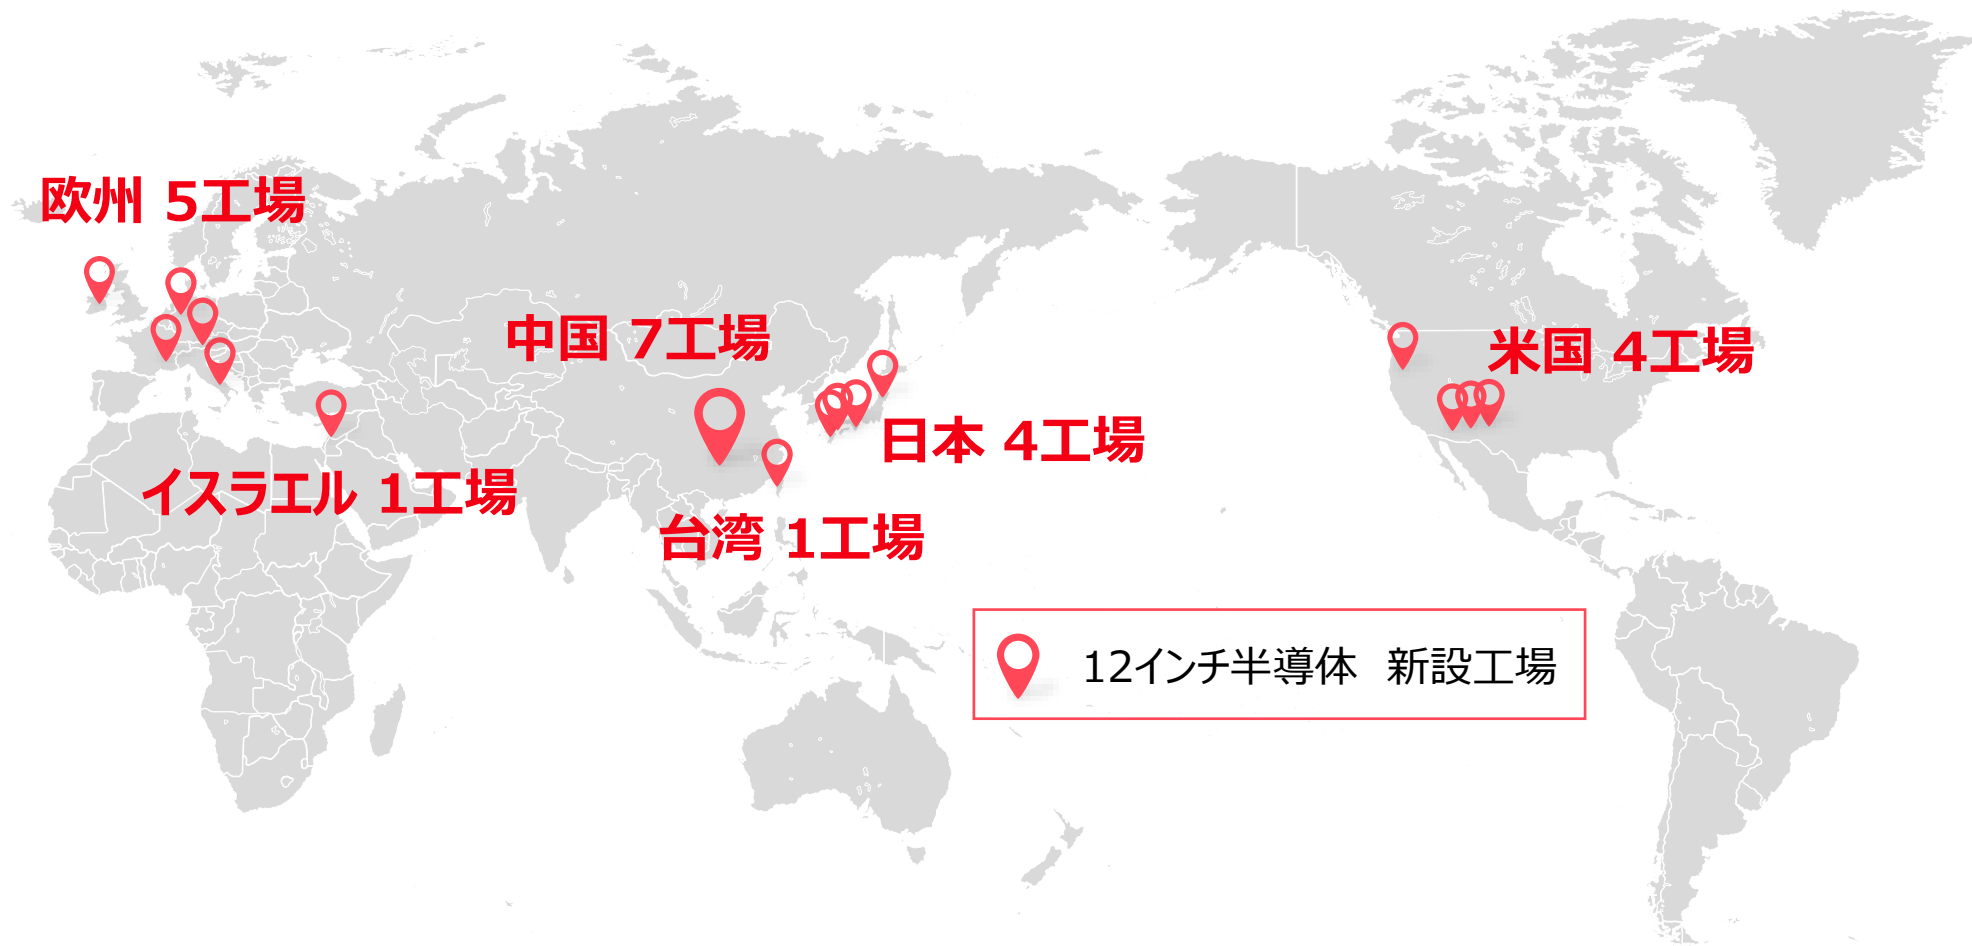 欧州 5工場
中国 7工場
米国 4工場
日本 4工場
イスラエル 1工場
台湾 1工場
12インチ半導体　新設工場